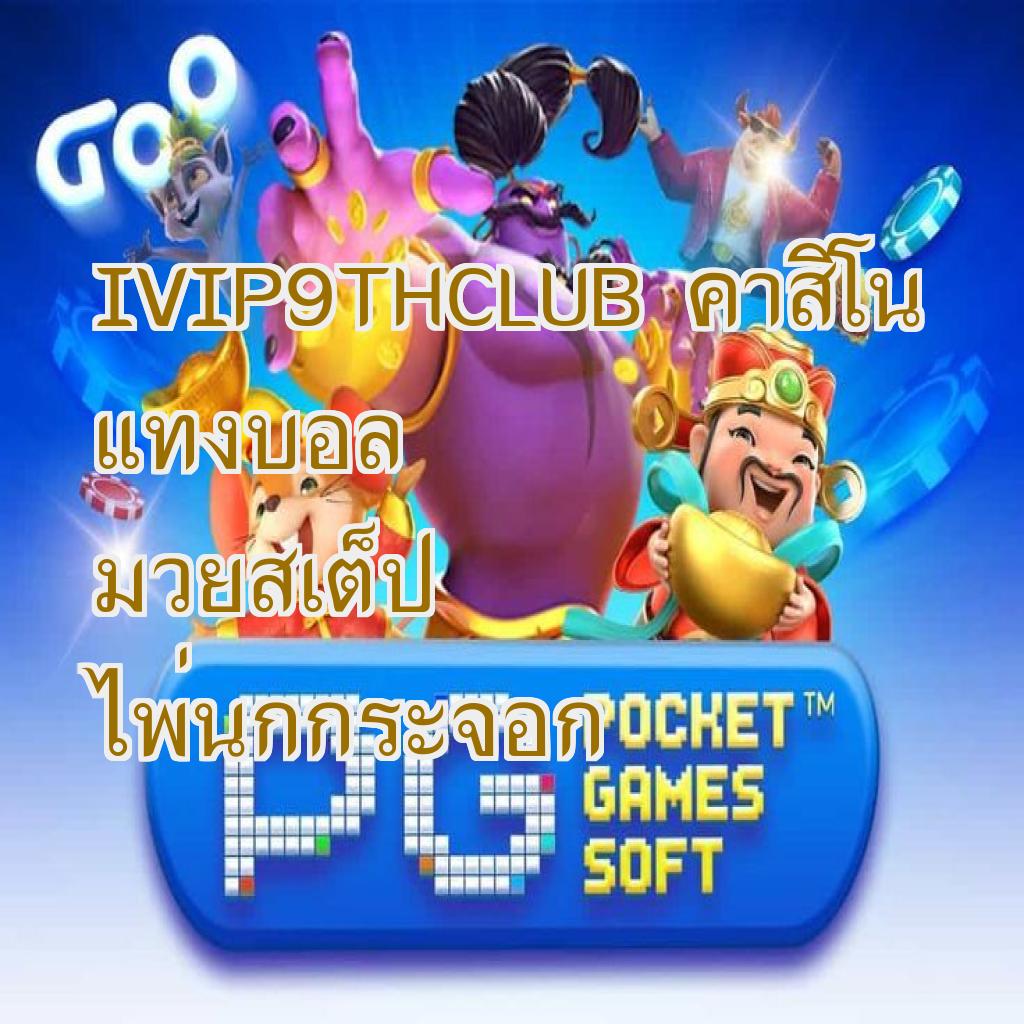 GOO
IVIP9THCLUB คาสิโน
แทงบอล
มวยสเต็ป
ไพ่นกกระจอก
PG
POCKET™
GAMES
SOFT